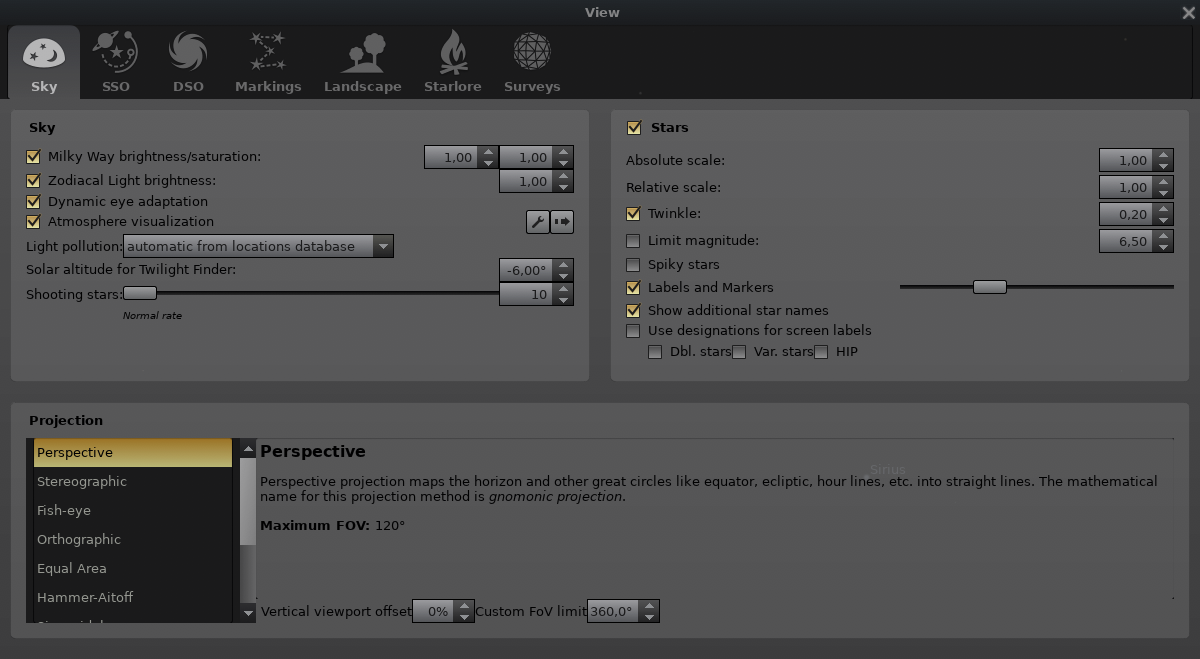 View
Sky
SSO
DSO
Markings
Landscape
Starlore
Surveys
Sky
Milky Way brightness/saturation: 1,00 1,00
Zodiacal Light brightness: 1,00
Dynamic eye adaptation
Atmosphere visualization
Light pollution: automatic from locations database
Solar altitude for Twilight Finder: -6,00°
Shooting stars: 10
Normal rate
Stars
Absolute scale: 1,00
Relative scale: 1,00
Twinkle: 0,20
Limit magnitude: 6,50
Spiky stars
Labels and Markers
Show additional star names
Use designations for screen labels
Dbl. stars Var. stars HIP
Projection
Perspective
Stereographic
Fish-eye
Orthographic
Equal Area
Hammer-Aitoff
Perspective
Sirius
Perspective projection maps the horizon and other great circles like equator, ecliptic, hour lines, etc. into straight lines. The mathematical
name for this projection method is gnomonic projection.
Maximum FOV: 120°
Vertical viewport offset 0% Custom FoV limit 360,0°